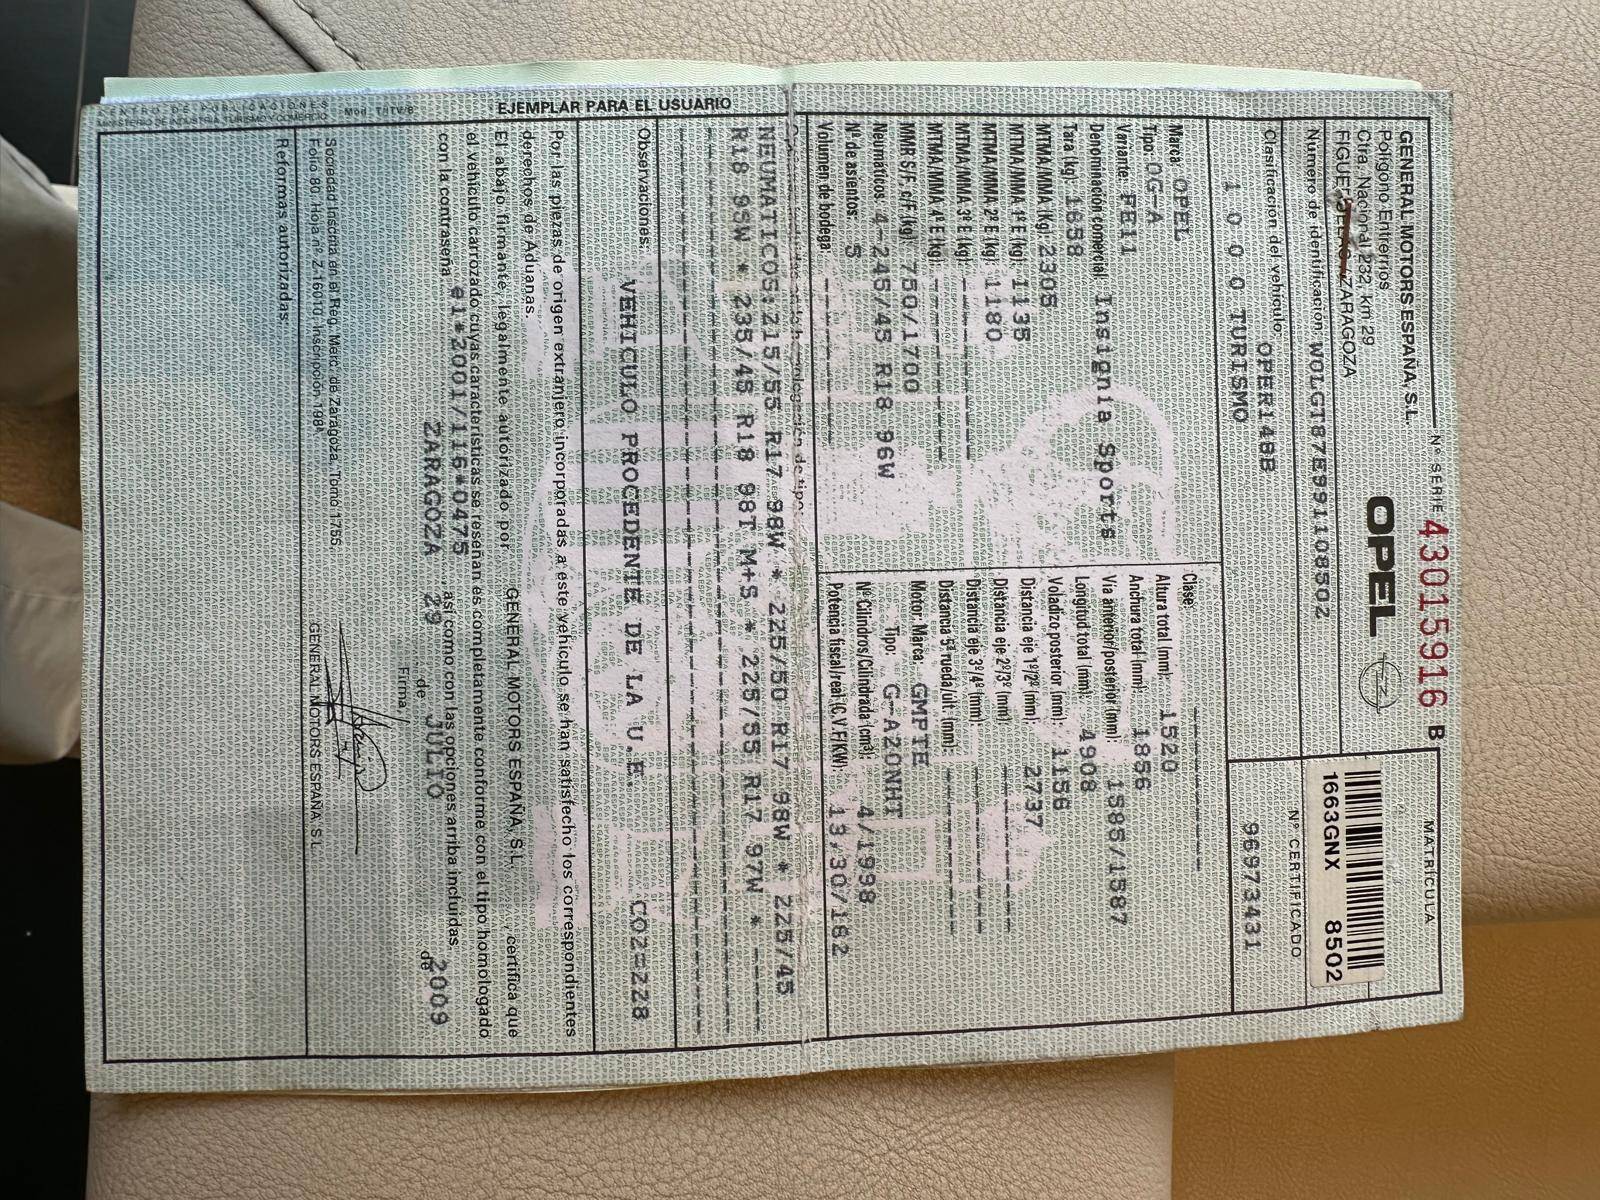 Nº SERIE 43015916 B
MATRÍCULA
1663GNX 8502
GENERAL MOTORS ESPAÑA, S.L.
Polígono Entrerríos
Ctra. Nacional 232, km 29
ZARAGOZA
OPEL
Número de identificación: W0LGT87E991108502
Nº CERTIFICADO
96973431
Clasificación del vehículo: OPER14BB
1 0 0 0 TURISMO
Marca: OPEL
Tipo: 0G-A
Variante: FB11
Denominación comercial: Insignia Sports
Tara (kg): 1658
MTMA/MMA (kg): 2305
MTMA/MMA 1º E (kg): 1135
MTMA/MMA 2º E (kg): 1180
MTMA/MMA 3º E (kg): ----------
MTMA/MMA 4º E (kg): ----------
MMR S/F c/F (kg): 750/1700
Neumáticos: 4-245/45 R18 96W
Nº de asientos: 5
Volumen de bodega: ----------
Clase: ----------
Altura total (mm): 1520
Anchura total (mm): 1856
Vía anterior/posterior (mm): 1585/1587
Longitud total (mm): 4908
Voladizo posterior (mm): 1156
Distancia eje 1º/2º (mm): 2737
Distancia eje 2º/3º (mm): ----------
Distancia eje 3º/4º (mm): ----------
Distancia 5ª rueda/últ. (mm): ----------
Motor: Marca: GMPTE
Tipo: G-A20NHT
Nº Cilindros/Cilindrada (cm³): 4/1998
Potencia fiscal/real (C.V.F/KW): 13,30/162
NEUMATICOS:215/55 R17 98W * 225/50 R17 98W * 225/45
R18 95W * 235/45 R18 98T M+S * 225/55 R17 97W * -----
Observaciones: VEHICULO PROCEDENTE DE LA U.E. CO2=228
Por las piezas de origen extranjero incorporadas a este vehículo se han satisfecho los correspondientes
derechos de Aduanas.
El abajo firmante, legalmente autorizado por GENERAL MOTORS ESPAÑA, S.L., certifica que
el vehículo carrozado cuyas características se reseñan es completamente conforme con el tipo homologado
con la contraseña e1*2001/116*0475 así como con las opciones arriba incluidas.
ZARAGOZA 29 de JULIO de 2009
Firma,
GENERAL MOTORS ESPAÑA, S.L.
Sociedad Inscrita en el Reg. Merc. de Zaragoza, Tomo 1755,
Folio 80, Hoja nº Z-16010, Inscripción 198ª.
Reformas autorizadas:
EJEMPLAR PARA EL USUARIO
CENTRO DE PUBLICACIONES
MINISTERIO DE INDUSTRIA, TURISMO Y COMERCIO